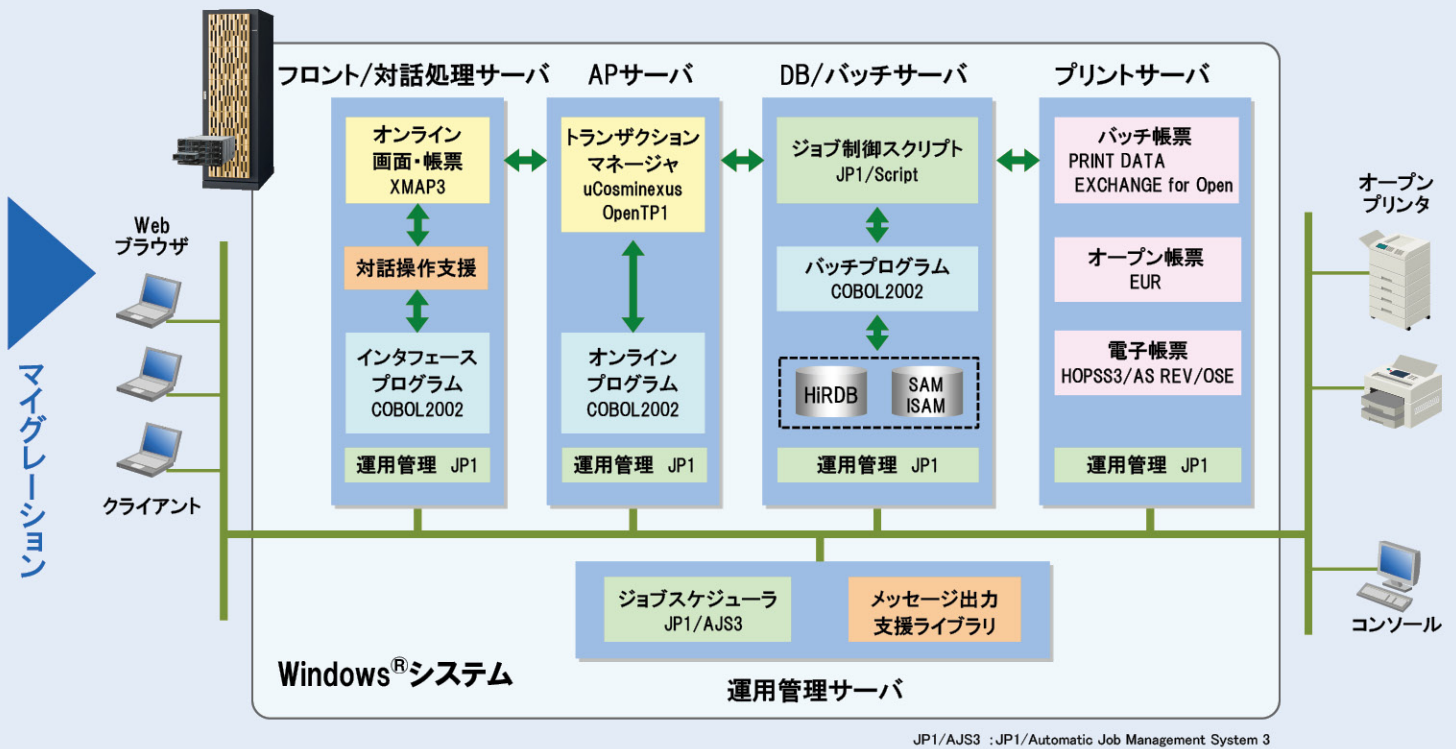 フロント/対話処理サーバ
APサーバ
DB/バッチサーバ
プリントサーバ
オンライン
画面・帳票
XMAP3
対話操作支援
インタフェース
プログラム
COBOL2002
運用管理 JP1
トランザクション
マネージャ
uCosminexus
OpenTP1
オンライン
プログラム
COBOL2002
運用管理 JP1
ジョブ制御スクリプト
JP1/Script
バッチプログラム
COBOL2002
HiRDB
SAM
ISAM
運用管理 JP1
バッチ帳票
PRINT DATA
EXCHANGE for Open
オープン帳票
EUR
電子帳票
HOPSS3/AS REV/OSE
運用管理 JP1
マイグレーション
Web
ブラウザ
クライアント
オープン
プリンタ
コンソール
ジョブスケジューラ
JP1/AJS3
メッセージ出力
支援ライブラリ
運用管理サーバ
Windows®システム
JP1/AJS3 :JP1/Automatic Job Management System 3